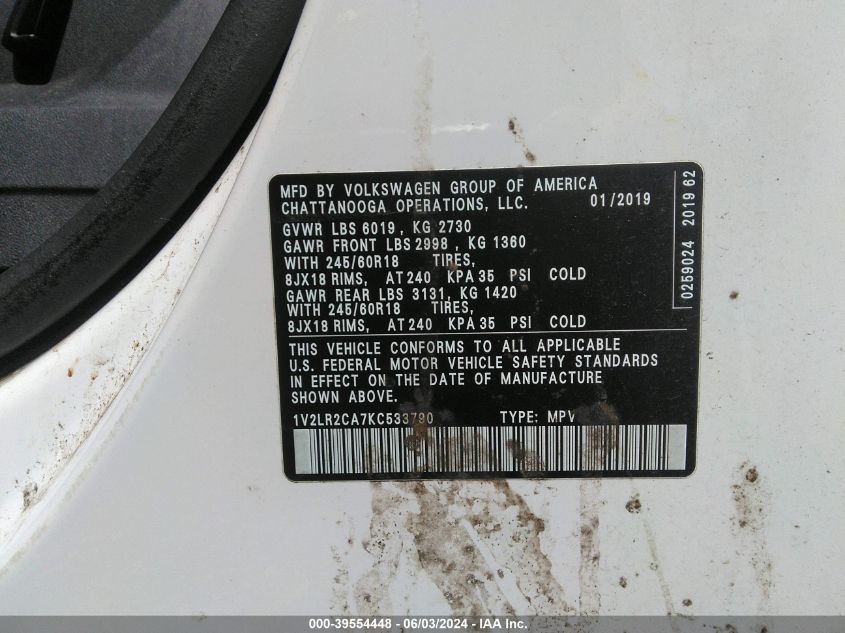 MFD BY VOLKSWAGEN GROUP OF AMERICA
CHATTANOOGA OPERATIONS, LLC. 01/2019
GVWR LBS 6019 , KG 2730
GAWR FRONT LBS 2998 , KG 1360
WITH 245/60R18 TIRES,
8JX18 RIMS, AT 240 KPA 35 PSI COLD
GAWR REAR LBS 3131, KG 1420
WITH 245/60R18 TIRES,
8JX18 RIMS, AT 240 KPA 35 PSI COLD
THIS VEHICLE CONFORMS TO ALL APPLICABLE
U.S. FEDERAL MOTOR VEHICLE SAFETY STANDARDS
IN EFFECT ON THE DATE OF MANUFACTURE
SHOWN ABOVE.
1V2LR2CA7KC533790 TYPE: MPV
0259024 2019 62
000-39554448 - 06/03/2024 - IAA Inc.